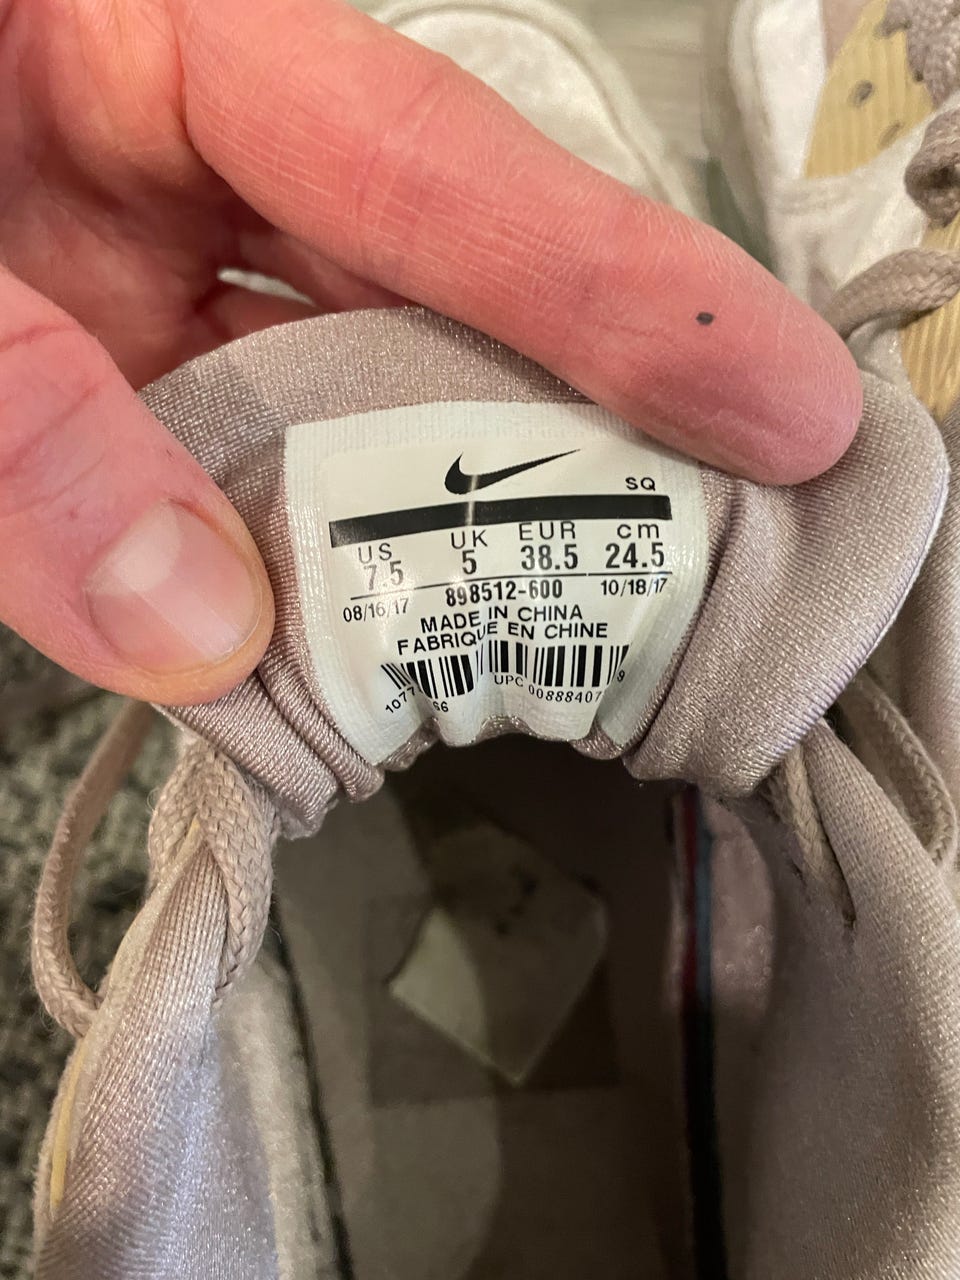 SQ
US UK EUR cm
7.5 5 38.5 24.5
08/16/17 898512-600 10/18/17
MADE IN CHINA
FABRIQUE EN CHINE
UPC 00888407